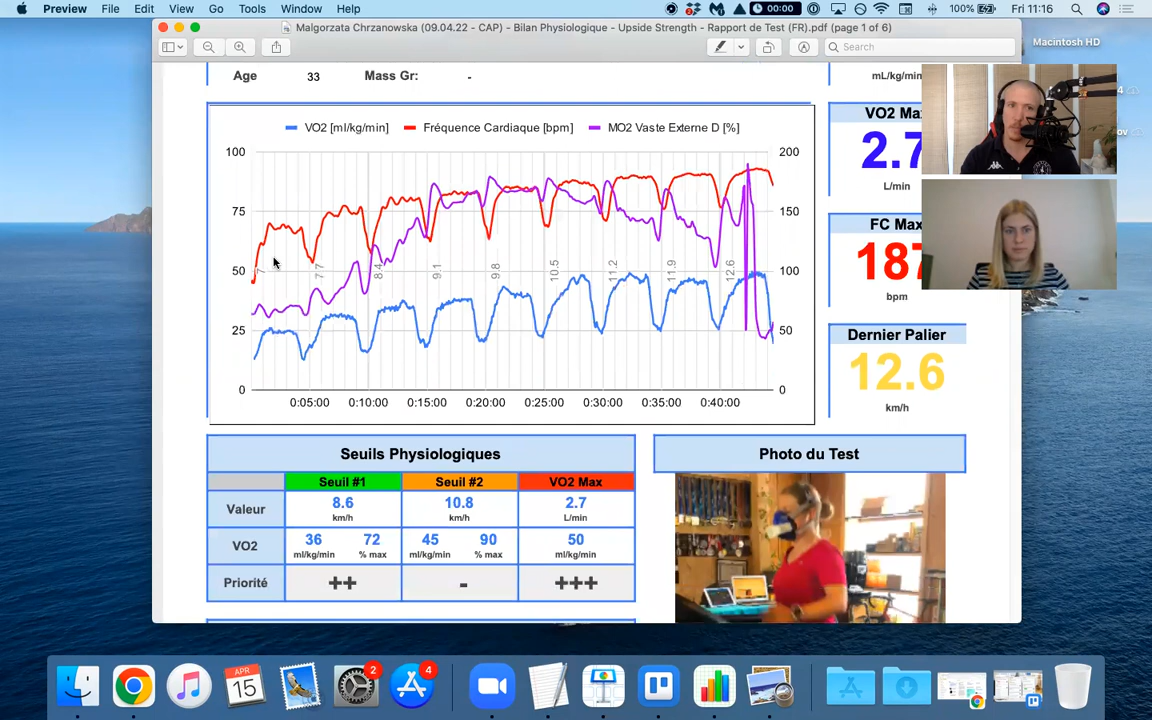 Preview File Edit View Go Tools Window Help
00:00
100%
Fri 11:16
Malgorzata Chrzanowska (09.04.22 - CAP) - Bilan Physiologique - Upside Strength - Rapport de Test (FR).pdf (page 1 of 6)
Search
Macintosh HD
Age 33 Mass Gr: -
mL/kg/min
VO2 [ml/kg/min] Fréquence Cardiaque [bpm] MO2 Vaste Externe D [%]
100 75 50 25 0
200 150 100 50 0
7 7.7 8.4 9.1 9.8 10.5 11.2 11.9 12.6
0:05:00 0:10:00 0:15:00 0:20:00 0:25:00 0:30:00 0:35:00 0:40:00
VO2 Max
2.7
L/min
FC Max
187
bpm
Dernier Palier
12.6
km/h
Seuils Physiologiques
Seuil #1 Seuil #2 VO2 Max
Valeur 8.6 km/h 10.8 km/h 2.7 L/min
VO2 36 ml/kg/min 72 % max 45 ml/kg/min 90 % max 50 ml/kg/min
Priorité ++ - +++
Photo du Test
APR
15
2
4